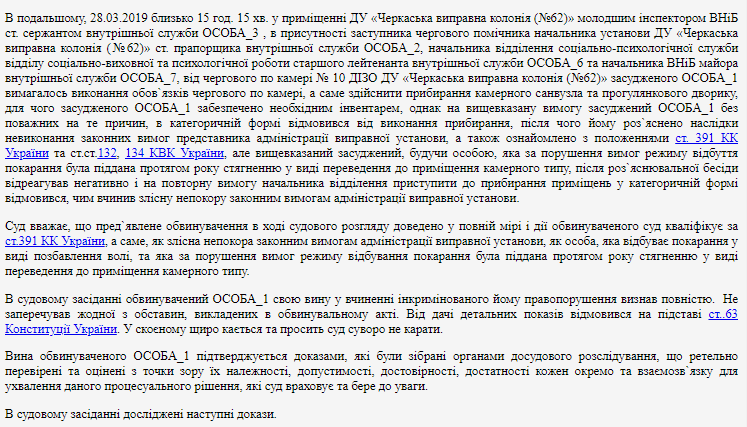 В подальшому, 28.03.2019 близько 15 год. 15 хв. у приміщенні ДУ «Черкаська виправна колонія (№62)» молодшим інспектором ВНіБ
ст. сержантом внутрішньої служби ОСОБА_3 , в присутності заступника чергового помічника начальника установи ДУ «Черкаська
виправна колонія (№62)» ст. прапорщика внутрішньої служби ОСОБА_2, начальника відділення соціально-психологічної служби
відділу соціально-виховної та психологічної роботи старшого лейтенанта внутрішньої служби ОСОБА_6 та начальника ВНіБ майора
внутрішньої служби ОСОБА_7, від чергового по камері № 10 ДІЗО ДУ «Черкаська виправна колонія (№62)» засудженого ОСОБА_1
вимагалось виконання обов`язків чергового по камері, а саме здійснити прибирання камерного санвузла та прогулянкового дворику,
для чого засудженого ОСОБА_1 забезпечено необхідним інвентарем, однак на вищевказану вимогу засуджений ОСОБА_1 без
поважних на те причин, в категоричній формі відмовився від виконання прибирання, після чого йому роз`яснено наслідки
невиконання законних вимог представника адміністрації виправної установи, а також ознайомлено з положеннями ст. 391 КК
України та ст.ст.132, 134 КВК України, але вищевказаний засуджений, будучи особою, яка за порушення вимог режиму відбуття
покарання була піддана протягом року стягненню у виді переведення до приміщення камерного типу, після роз`яснювальної бесіди
відреагував негативно і на повторну вимогу начальника відділення приступити до прибирання приміщень у категоричній формі
відмовився, чим вчинив злісну непокору законним вимогам адміністрації виправної установи.
Суд вважає, що пред`явлене обвинувачення в ході судового розгляду доведено у повній мірі і дії обвинуваченого суд кваліфікує за
ст.391 КК України, а саме, як злісна непокора законним вимогам адміністрації виправної установи, як особа, яка відбуває покарання у
виді позбавлення волі, та яка за порушення вимог режиму відбування покарання була піддана протягом року стягненню у виді
переведення до приміщення камерного типу.
В судовому засіданні обвинувачений ОСОБА_1 свою вину у вчиненні інкримінованого йому правопорушення визнав повністю. Не
заперечував жодної з обставин, викладених в обвинувальному акті. Від дачі детальних показів відмовився на підставі ст..63
Конституції України. У скоєному щиро кається та просить суд суворо не карати.
Вина обвинуваченого ОСОБА_1 підтверджується доказами, які були зібрані органами досудового розслідування, що ретельно
перевірені та оцінені з точки зору їх належності, допустимості, достовірності, достатності кожен окремо та взаємозв`язку для
ухвалення даного процесуального рішення, які суд враховує та бере до уваги.
В судовому засіданні досліджені наступні докази.